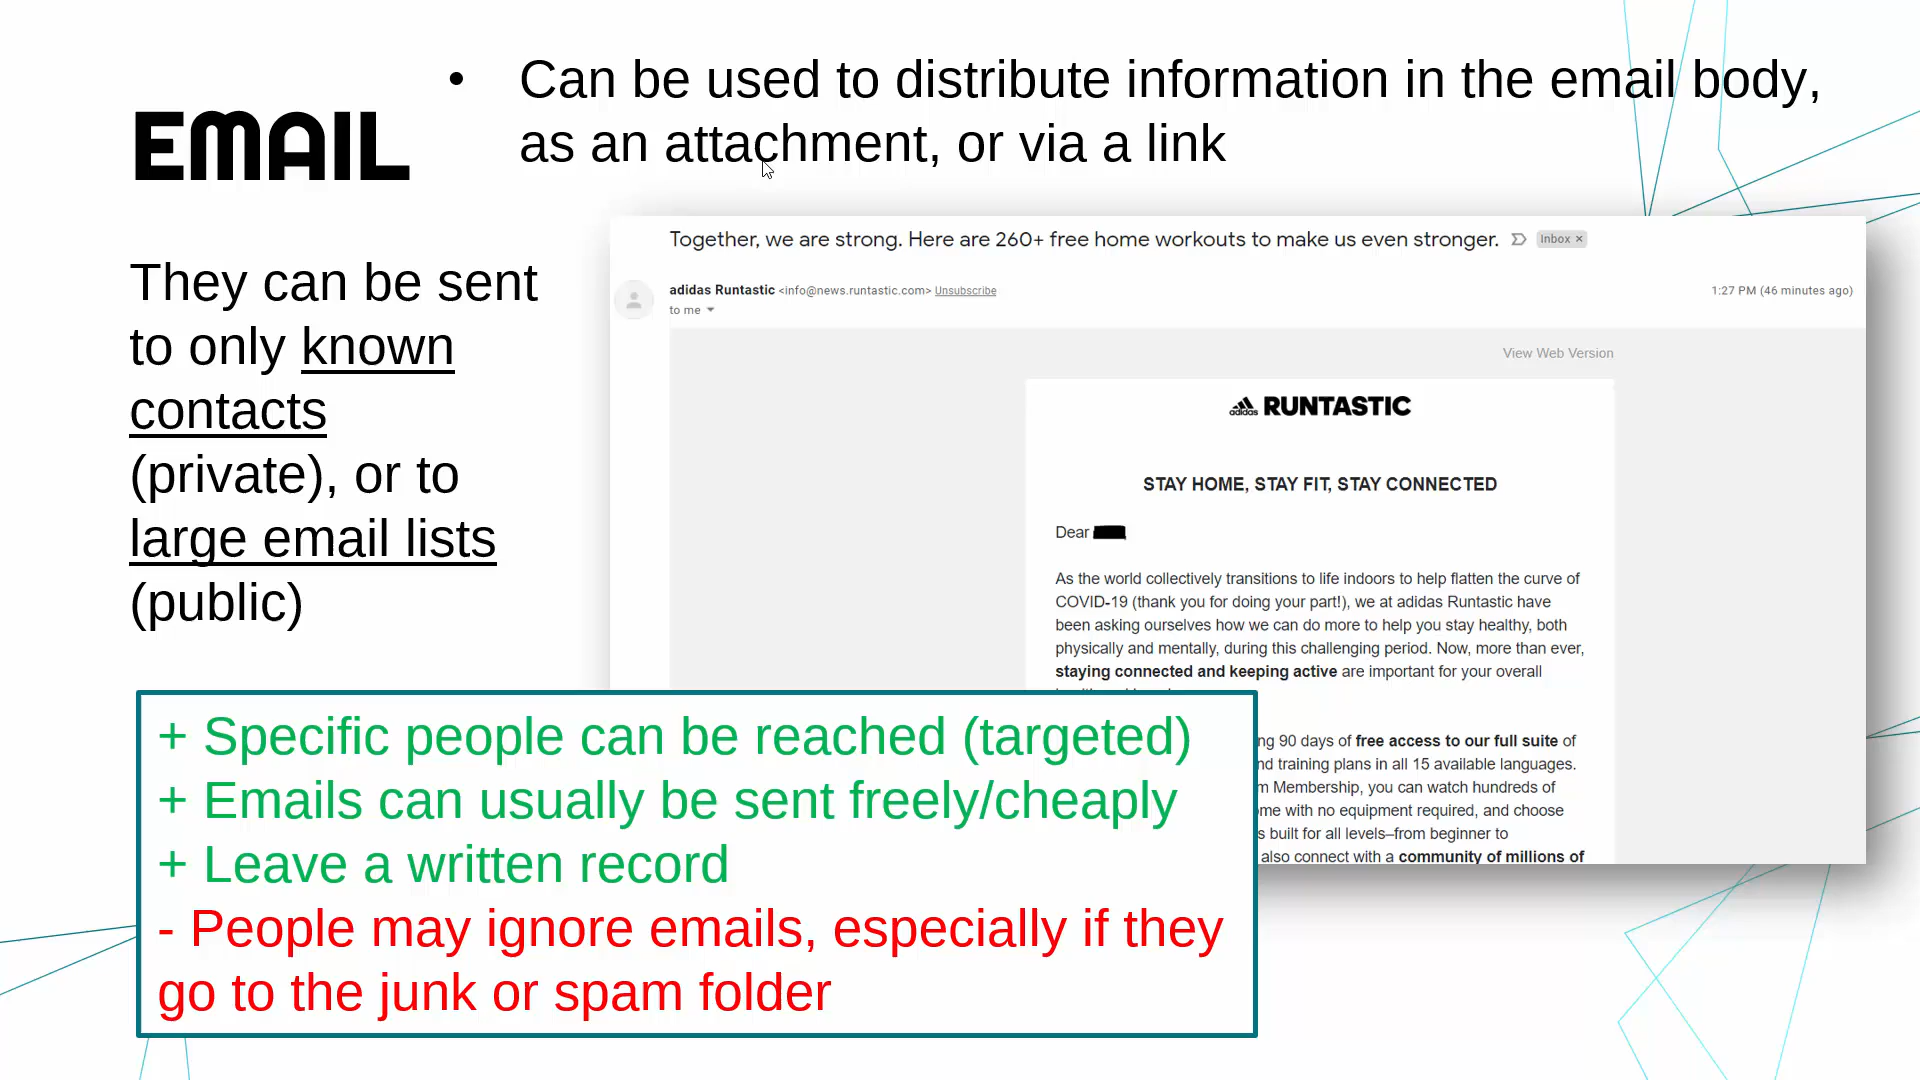 EMAIL
• Can be used to distribute information in the email body,
as an attachment, or via a link
They can be sent
to only known
contacts
(private), or to
large email lists
(public)
Together, we are strong. Here are 260+ free home workouts to make us even stronger. Inbox ×
adidas Runtastic <info@news.runtastic.com> Unsubscribe
1:27 PM (46 minutes ago)
to me
View Web Version
adidas RUNTASTIC
STAY HOME, STAY FIT, STAY CONNECTED
Dear
As the world collectively transitions to life indoors to help flatten the curve of
COVID-19 (thank you for doing your part!), we at adidas Runtastic have
been asking ourselves how we can do more to help you stay healthy, both
physically and mentally, during this challenging period. Now, more than ever,
staying connected and keeping active are important for your overall
90 days of free access to our full suite of
training plans in all 15 available languages.
Membership, you can watch hundreds of
with no equipment required, and choose
built for all levels–from beginner to
also connect with a community of millions of
+ Specific people can be reached (targeted)
+ Emails can usually be sent freely/cheaply
+ Leave a written record
- People may ignore emails, especially if they
go to the junk or spam folder